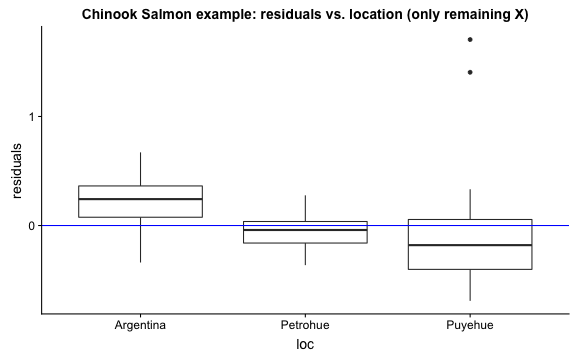 Chinook Salmon example: residuals vs. location (only remaining X)
residuals
1
0
Argentina Petrohue Puyehue
loc